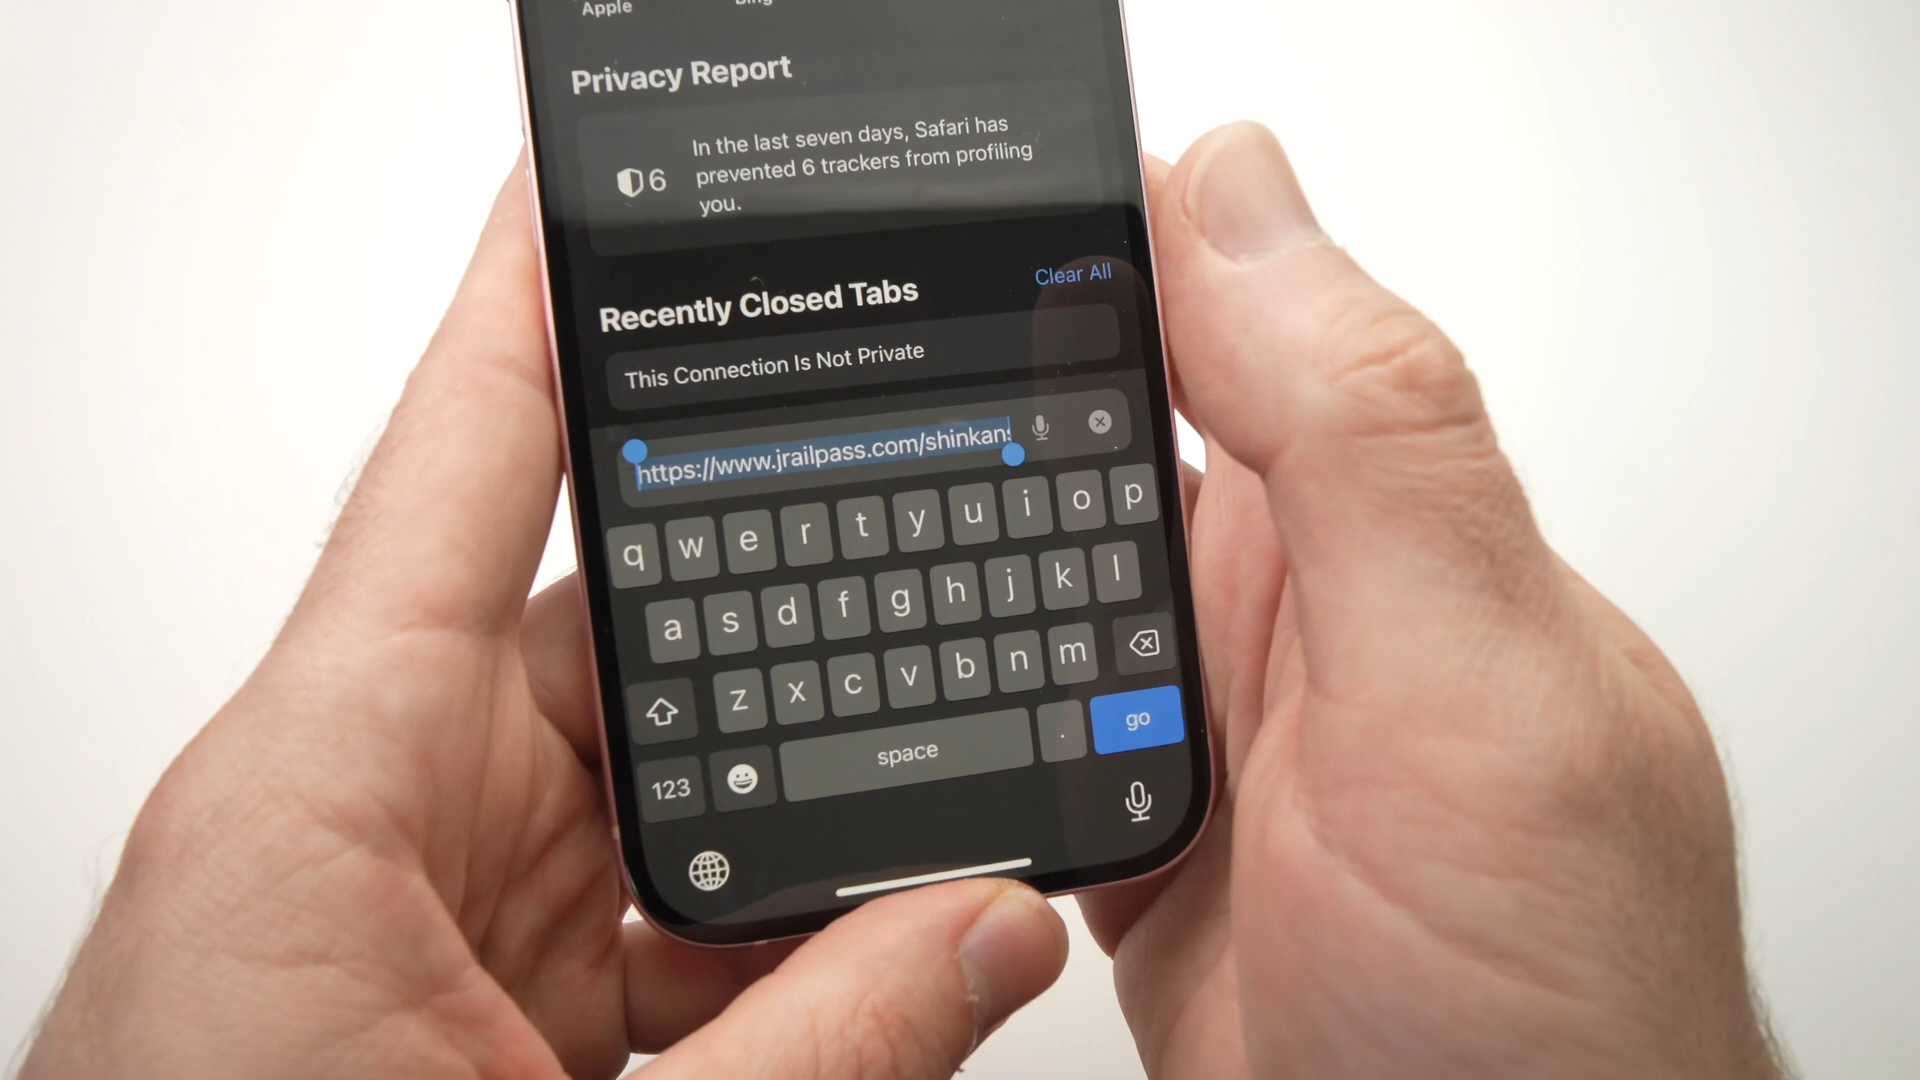 Apple
Bing
Privacy Report
6
In the last seven days, Safari has
prevented 6 trackers from profiling
you.
Recently Closed Tabs
Clear All
This Connection Is Not Private
https://www.jrailpass.com/shinkans
q w e r t y u i o p
a s d f g h j k l
z x c v b n m
123
space
.
go